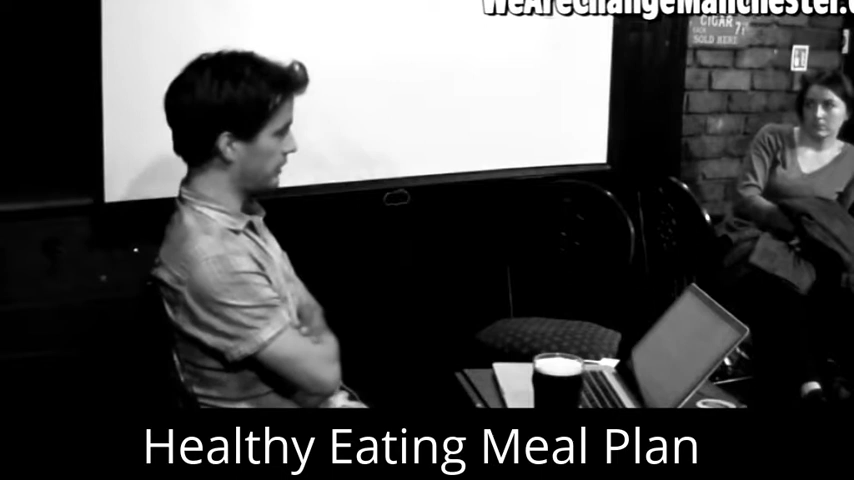 WeAreChangeManchester.c
CIGAR
SOLD HERE
Healthy Eating Meal Plan